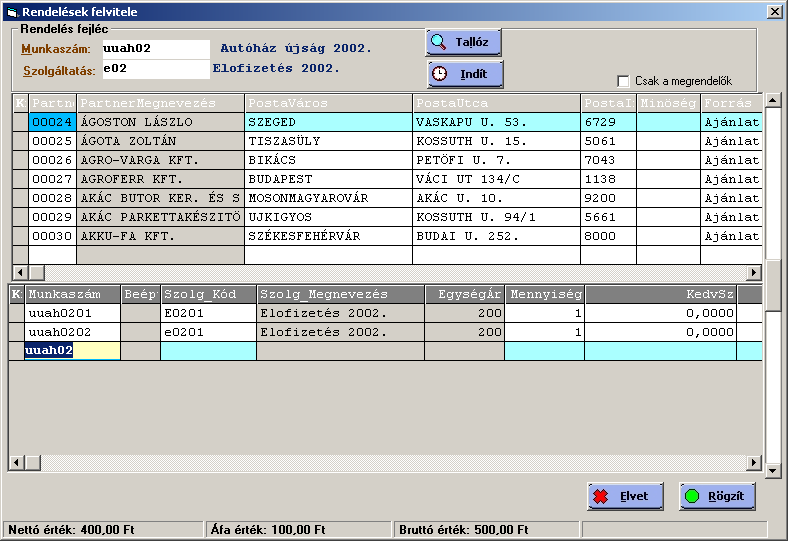 Rendelések felvitele
Rendelés fejléc
Munkaszám: uuah02 Autóház újság 2002.
Szolgáltatás: e02 Elofizetés 2002.
Tallóz
Indít
Csak a megrendelők
K Partne PartnerMegnevezés PostaVáros PostaUtca PostaI Minöség Forrás
00024 ÁGOSTON LÁSZLO SZEGED VASKAPU U. 53. 6729 Ajánlat
00025 ÁGOTA ZOLTÁN TISZASÜLY KOSSUTH U. 15. 5061 Ajánlat
00026 AGRO-VARGA KFT. BIKÁCS PETÖFI U. 7. 7043 Ajánlat
00027 AGROFERR KFT. BUDAPEST VÁCI UT 134/C 1138 Ajánlat
00028 AKÁC BUTOR KER. ÉS S MOSONMAGYAROVÁR AKÁC U. 10. 9200 Ajánlat
00029 AKÁC PARKETTAKÉSZITÖ UJKIGYOS KOSSUTH U. 94/1 5661 Ajánlat
00030 AKKU-FA KFT. SZÉKESFEHÉRVÁR BUDAI U. 252. 8000 Ajánlat
K Munkaszám Beép Szolg_Kód Szolg_Megnevezés EgységÁr Mennyiség KedvSz
uuah0201 E0201 Elofizetés 2002. 200 1 0,0000
uuah0202 e0201 Elofizetés 2002. 200 1 0,0000
uuah02
Elvet
Rögzít
Nettó érték: 400,00 Ft Áfa érték: 100,00 Ft Bruttó érték: 500,00 Ft